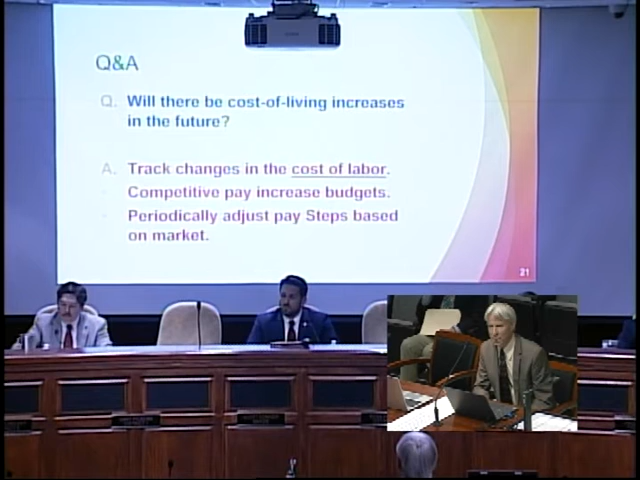 Q&A
Q. Will there be cost-of-living increases
in the future?
A. Track changes in the cost of labor.
Competitive pay increase budgets.
Periodically adjust pay Steps based
on market.
21